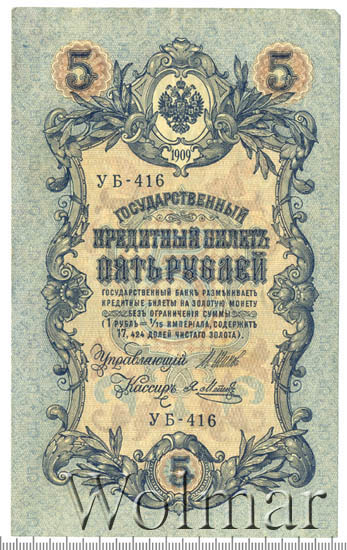 5 5
1909
УБ-416
ГОСУДАРСТВЕННЫЙ
КРЕДИТНЫЙ БИЛЕТЪ
ПЯТЬ РУБЛЕЙ
ГОСУДАРСТВЕННЫЙ БАНКЪ РАЗМѢНИВАЕТЪ
КРЕДИТНЫЕ БИЛЕТЫ НА ЗОЛОТУЮ МОНЕТУ
БЕЗЪ ОГРАНИЧЕНІЯ СУММЫ
(1 РУБЛЬ = 1/15 ИМПЕРІАЛА, СОДЕРЖИТЪ
17,424 ДОЛЕЙ ЧИСТАГО ЗОЛОТА).
Управляющій
Кассиръ
УБ-416
5
Wolmar